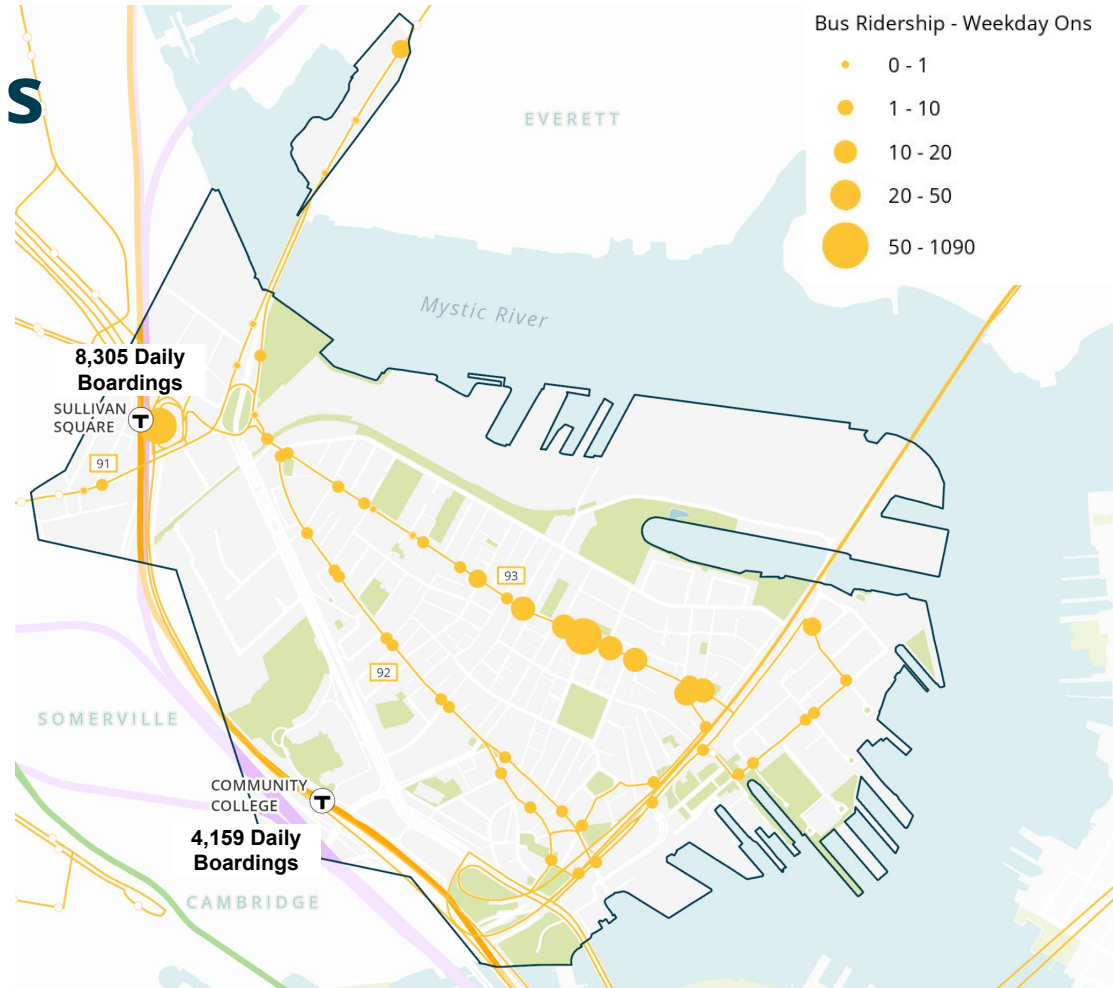 s
Bus Ridership - Weekday Ons
0 - 1
1 - 10
10 - 20
20 - 50
50 - 1090
EVERETT
Mystic River
8,305 Daily
Boardings
SULLIVAN
SQUARE
T
91
93
92
SOMERVILLE
COMMUNITY
COLLEGE
T
4,159 Daily
Boardings
CAMBRIDGE